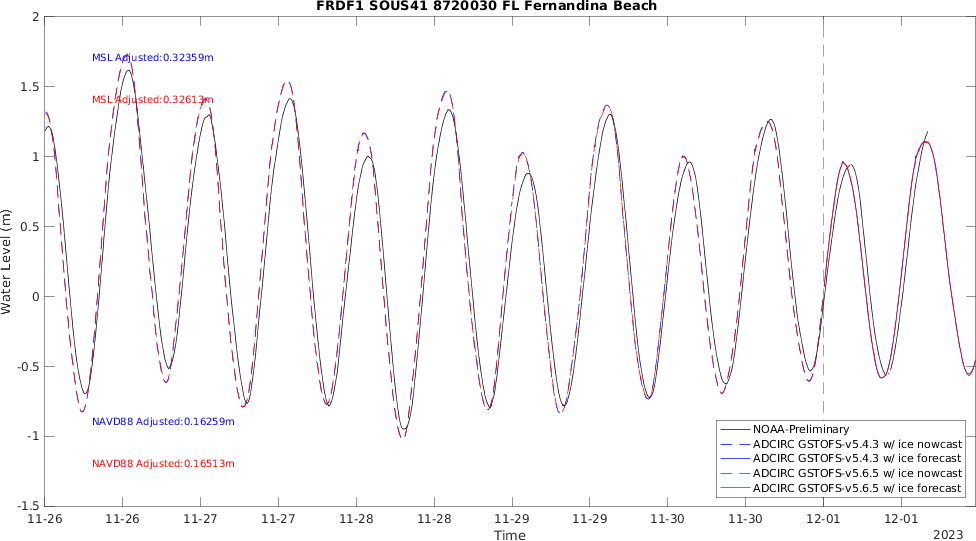 FRDF1 SOUS41 8720030 FL Fernandina Beach
2
1.5
1
0.5
0
-0.5
-1
-1.5
Water Level (m)
MSL Adjusted:0.32359m
MSL Adjusted:0.32613m
NAVD88 Adjusted:0.16259m
NAVD88 Adjusted:0.16513m
NOAA-Preliminary
ADCIRC GSTOFS-v5.4.3 w/ ice nowcast
ADCIRC GSTOFS-v5.4.3 w/ ice forecast
ADCIRC GSTOFS-v5.6.5 w/ ice nowcast
ADCIRC GSTOFS-v5.6.5 w/ ice forecast
11-26 11-26 11-27 11-27 11-28 11-28 11-29 11-29 11-30 11-30 12-01 12-01
Time
2023